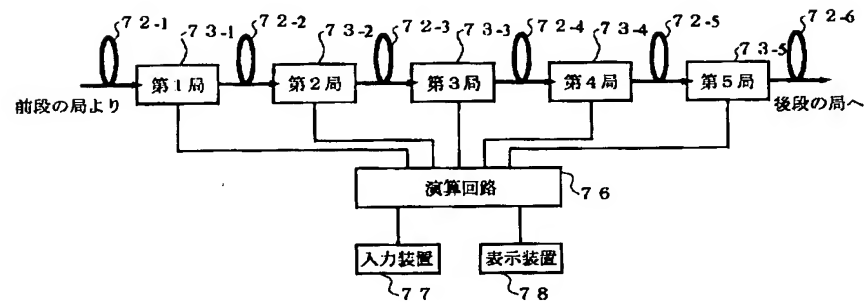 72-1
73-1
72-2
73-2
72-3
73-3
72-4
73-4
72-5
73-5
72-6
第1局
第2局
第3局
第4局
第5局
前段の局より
後段の局へ
演算回路
76
入力装置
表示装置
77
78